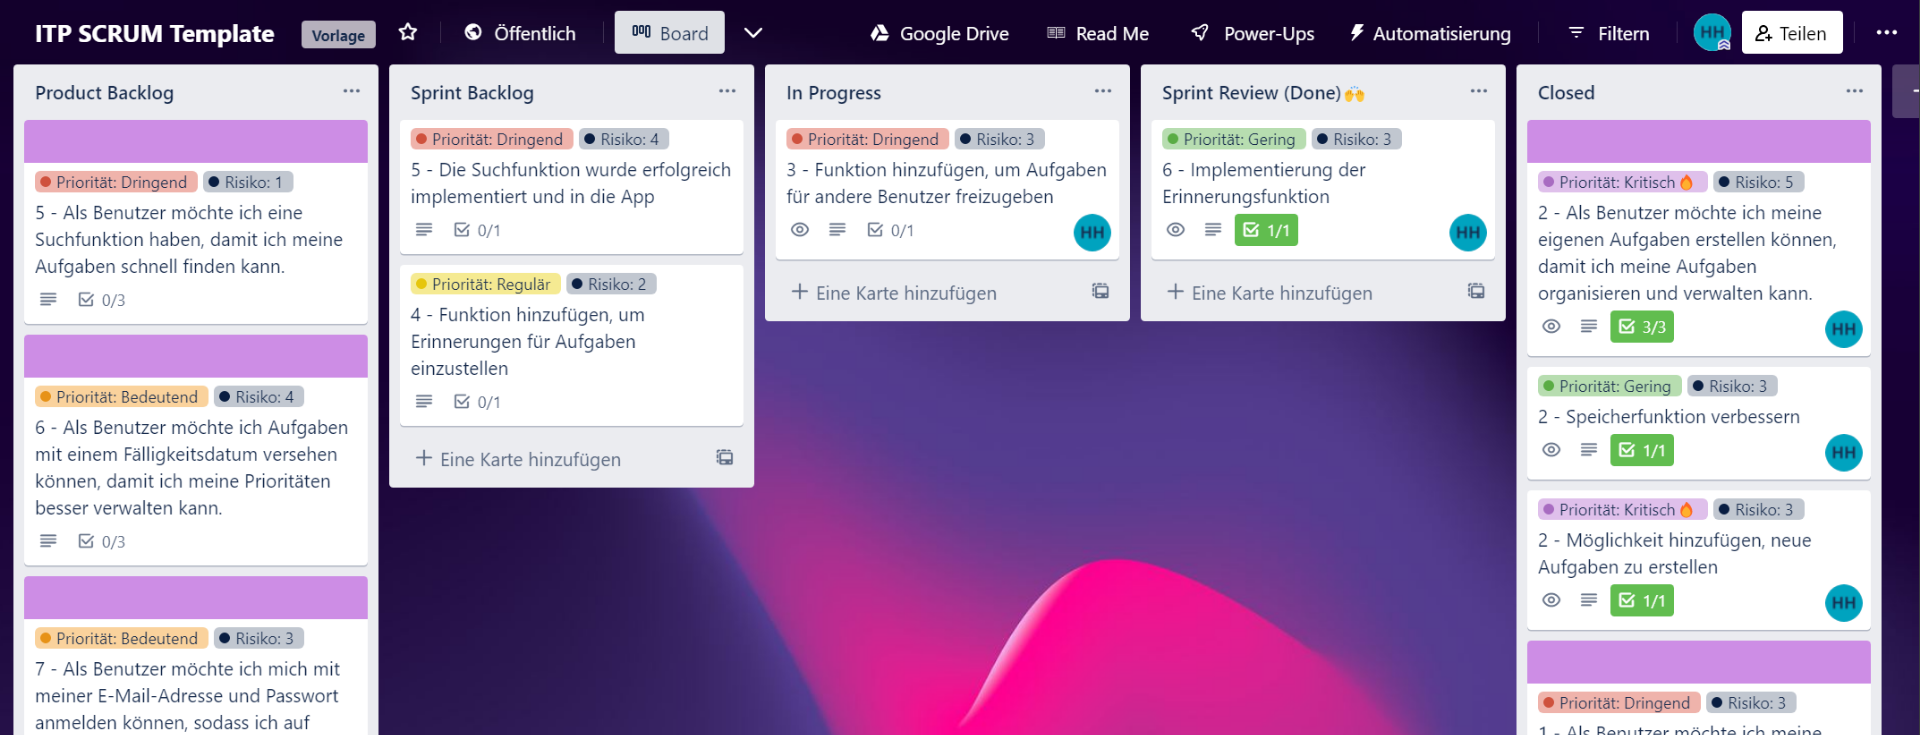 ITP SCRUM Template
Vorlage
Öffentlich
Board
Google Drive
Read Me
Power-Ups
Automatisierung
Filtern
HH
Teilen
Product Backlog
Priorität: Dringend
Risiko: 1
5 - Als Benutzer möchte ich eine
Suchfunktion haben, damit ich meine
Aufgaben schnell finden kann.
0/3
Priorität: Bedeutend
Risiko: 4
6 - Als Benutzer möchte ich Aufgaben
mit einem Fälligkeitsdatum versehen
können, damit ich meine Prioritäten
besser verwalten kann.
0/3
Priorität: Bedeutend
Risiko: 3
7 - Als Benutzer möchte ich mich mit
meiner E-Mail-Adresse und Passwort
anmelden können, sodass ich auf
Sprint Backlog
Priorität: Dringend
Risiko: 4
5 - Die Suchfunktion wurde erfolgreich
implementiert und in die App
0/1
Priorität: Regulär
Risiko: 2
4 - Funktion hinzufügen, um
Erinnerungen für Aufgaben
einzustellen
0/1
+ Eine Karte hinzufügen
In Progress
Priorität: Dringend
Risiko: 3
3 - Funktion hinzufügen, um Aufgaben
für andere Benutzer freizugeben
0/1
HH
+ Eine Karte hinzufügen
Sprint Review (Done)🙌
Priorität: Gering
Risiko: 3
6 - Implementierung der
Erinnerungsfunktion
1/1
HH
+ Eine Karte hinzufügen
Closed
Priorität: Kritisch🔥
Risiko: 5
2 - Als Benutzer möchte ich meine
eigenen Aufgaben erstellen können,
damit ich meine Aufgaben
organisieren und verwalten kann.
3/3
HH
Priorität: Gering
Risiko: 3
2 - Speicherfunktion verbessern
1/1
HH
Priorität: Kritisch🔥
Risiko: 3
2 - Möglichkeit hinzufügen, neue
Aufgaben zu erstellen
1/1
HH
Priorität: Dringend
Risiko: 3
1 - Als Benutzer möchte ich meine